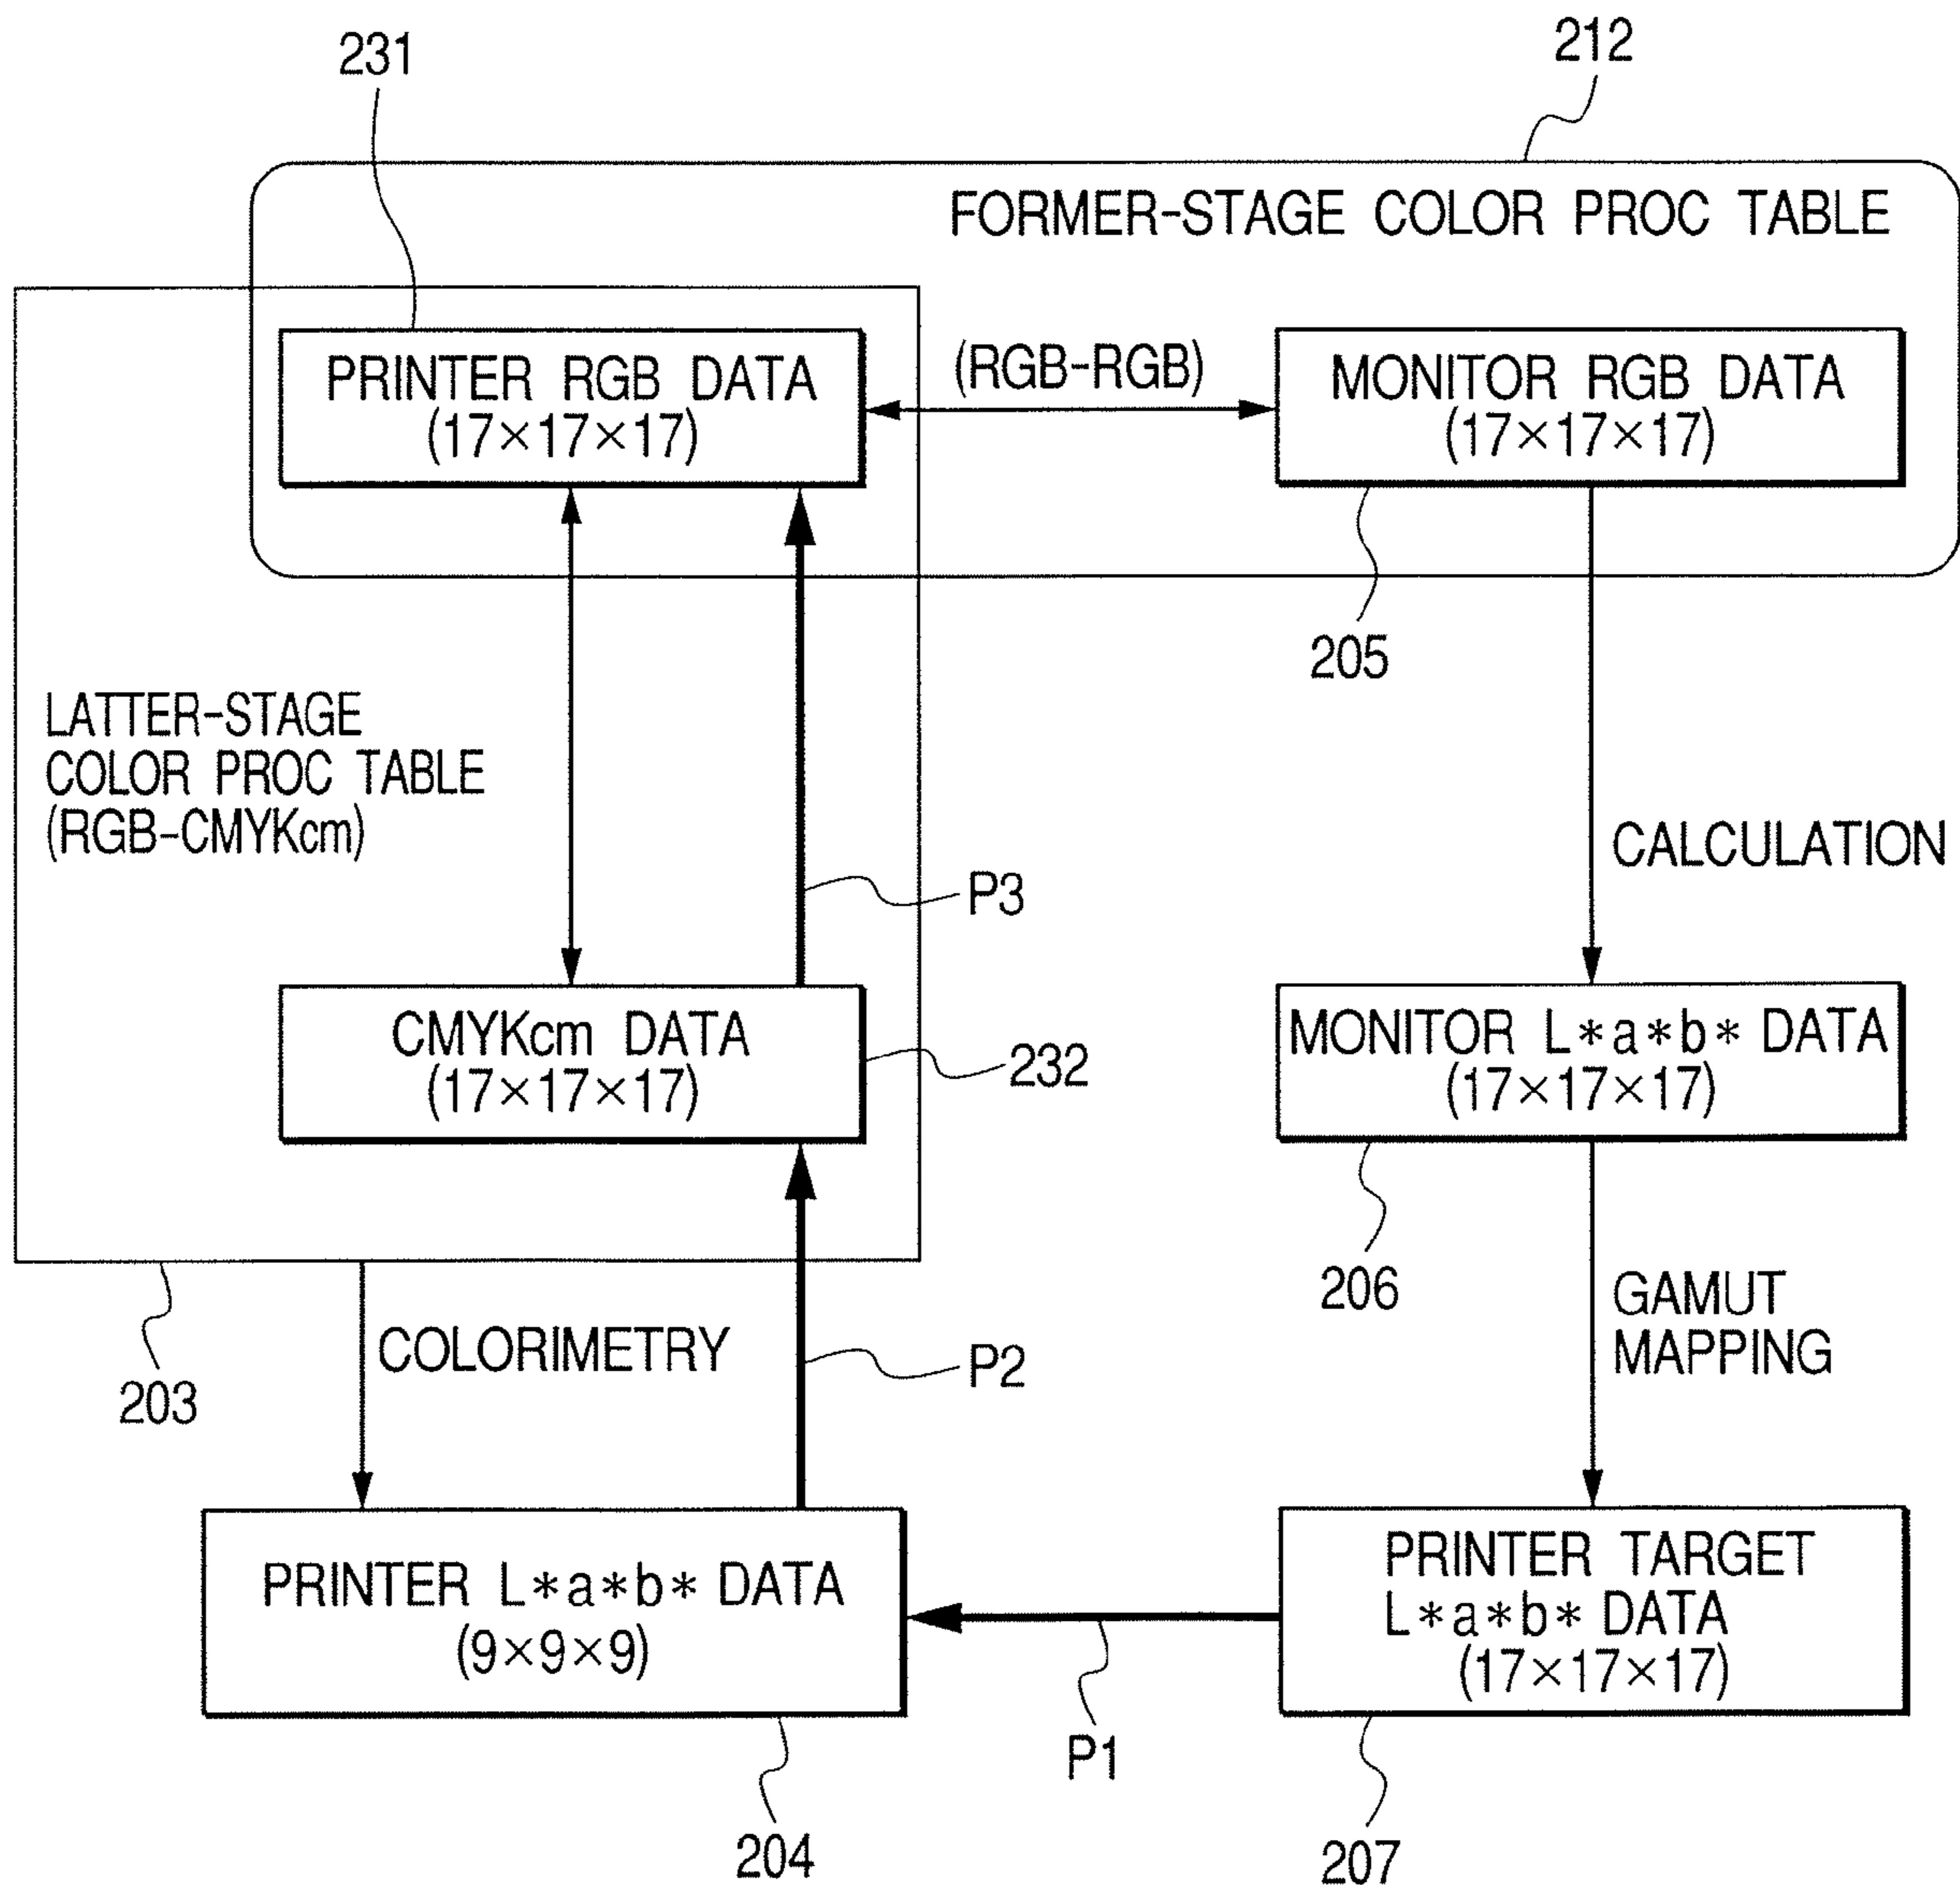 231
212
FORMER-STAGE COLOR PROC TABLE
PRINTER RGB DATA
(17×17×17)
(RGB-RGB)
MONITOR RGB DATA
(17×17×17)
205
LATTER-STAGE
COLOR PROC TABLE
(RGB-CMYKcm)
CALCULATION
P3
CMYKcm DATA
(17×17×17)
232
MONITOR L*a*b* DATA
(17×17×17)
206
GAMUT
MAPPING
COLORIMETRY
P2
203
PRINTER L*a*b* DATA
(9×9×9)
PRINTER TARGET
L*a*b* DATA
(17×17×17)
P1
204
207